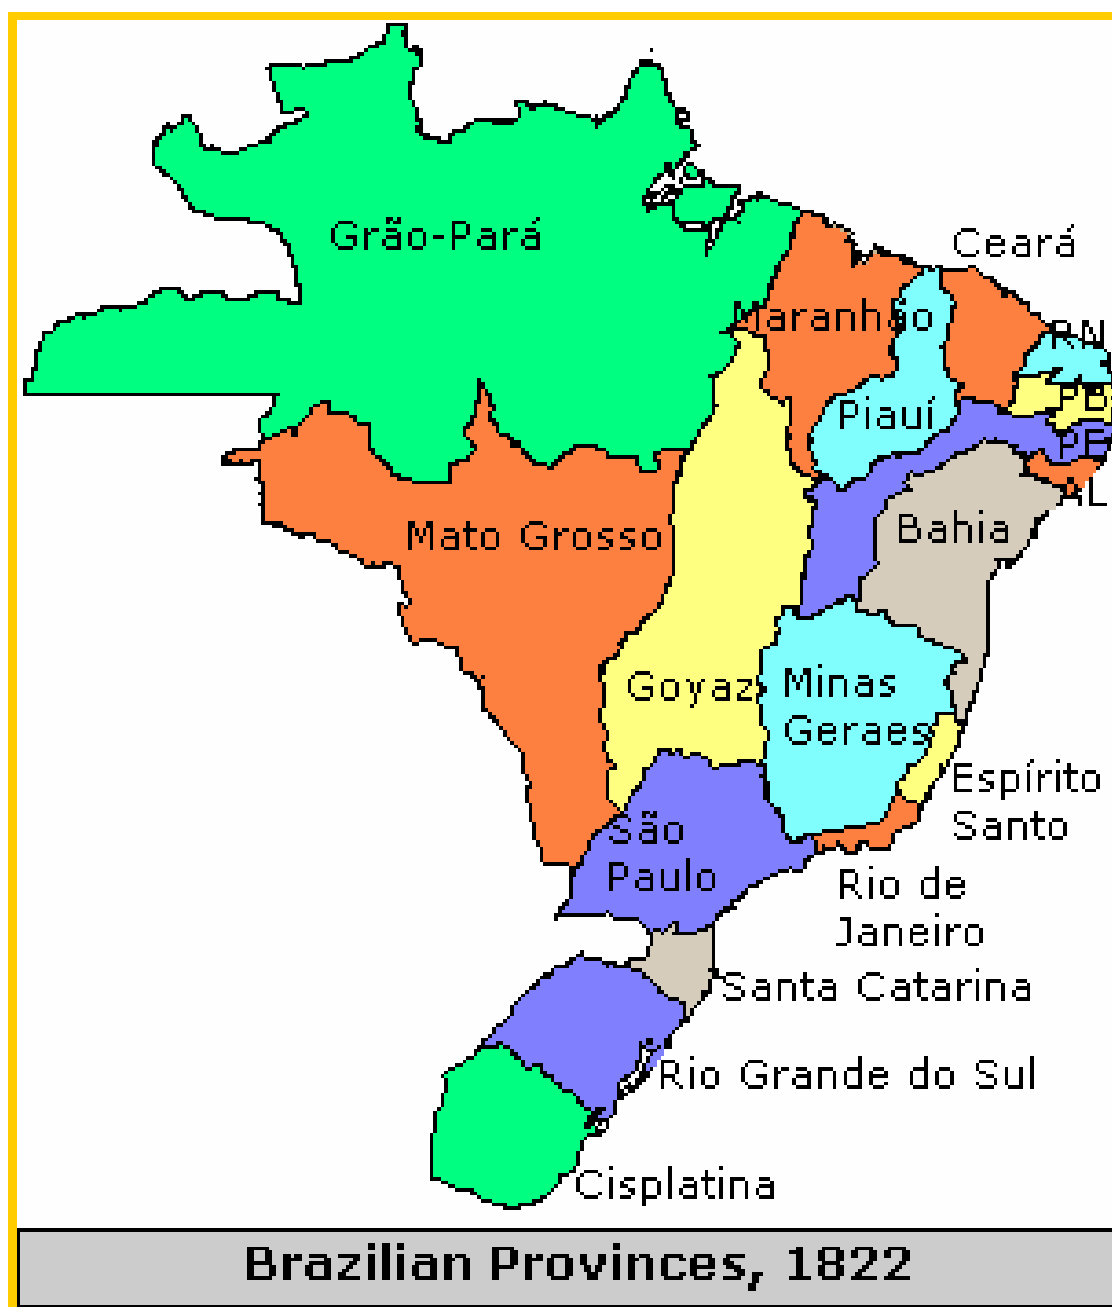 Grão-Pará
Ceará
Maranhão
RN
PB
Piauí
PE
AL
Bahia
Mato Grosso
Goyaz
Minas
Geraes
Espírito
Santo
São
Paulo
Rio de
Janeiro
Santa Catarina
Rio Grande do Sul
Cisplatina
Brazilian Provinces, 1822